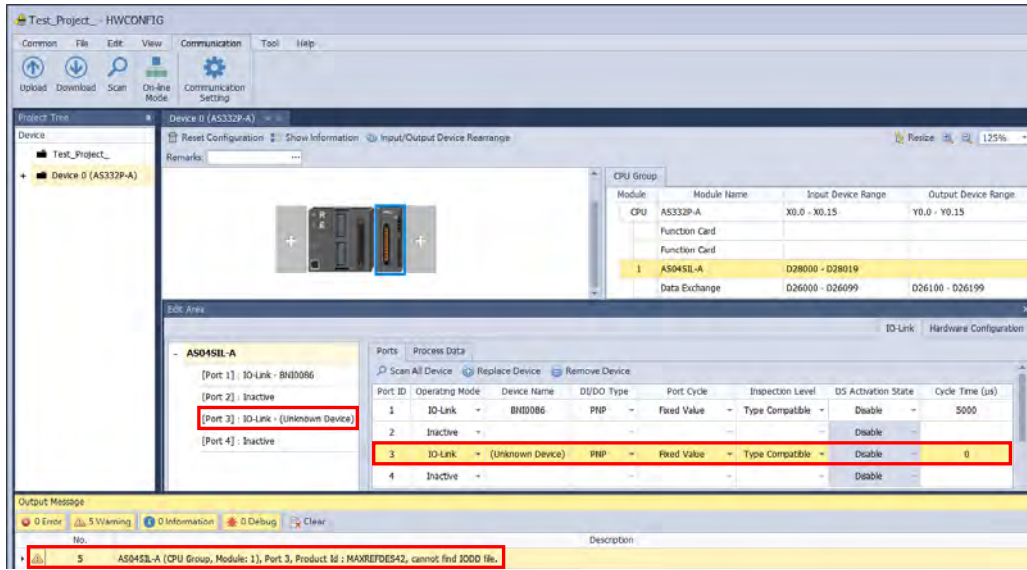 Test_Project_ - HWCONFIG
Common File Edit View Communication Tool Help
Upload Download Scan On-line Mode Communication Setting
Project Tree
Device 0 (AS332P-A)
Device
Test_Project_
+ Device 0 (AS332P-A)
Reset Configuration Show Information Input/Output Device Rearrange Resize 125%
Remarks: ...
CPU Group
Module Module Name Input Device Range Output Device Range
CPU AS332P-A X0.0 - X0.15 Y0.0 - Y0.15
Function Card
Function Card
1 AS04SIL-A D28000 - D28019
Data Exchange D26000 - D26099 D26100 - D26199
Edit Area
IO-Link Hardware Configuration
- AS04SIL-A
[Port 1] : IO-Link - BNI0086
[Port 2] : Inactive
[Port 3] : IO-Link - (Unknown Device)
[Port 4] : Inactive
Ports Process Data
Scan All Device Replace Device Remove Device
Port ID Operating Mode Device Name DI/DO Type Port Cycle Inspection Level DS Activation State Cycle Time (µs)
1 IO-Link BNI0086 PNP Fixed Value Type Compatible Disable 5000
2 Inactive Disable
3 IO-Link (Unknown Device) PNP Fixed Value Type Compatible Disable 0
4 Inactive Disable
Output Message
0 Error 5 Warning 0 Information 0 Debug Clear
No. Description
5 AS04SIL-A (CPU Group, Module: 1), Port 3, Product Id : MAXREFDES42, cannot find IODD file.